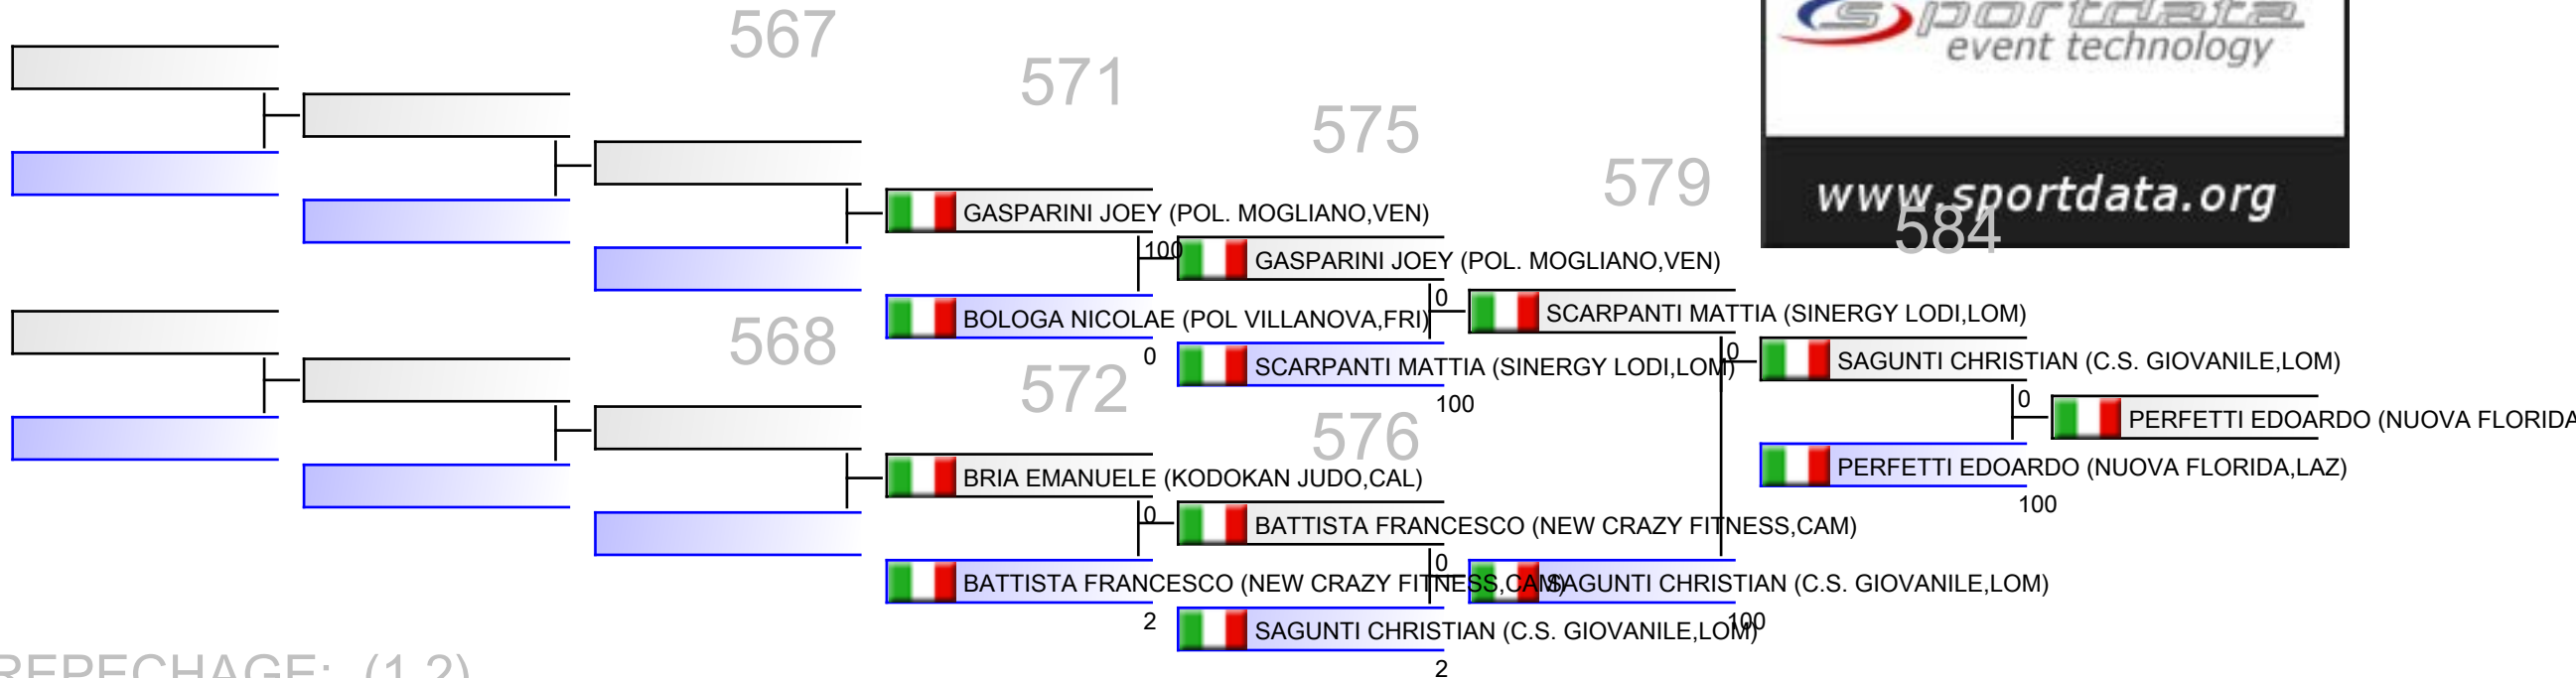 567
sportdata
event technology
571
575
579
www.sportdata.org
584
GASPARINI JOEY (POL. MOGLIANO,VEN)
100
GASPARINI JOEY (POL. MOGLIANO,VEN)
BOLOGA NICOLAE (POL VILLANOVA,FRI)
0
0
SCARPANTI MATTIA (SINERGY LODI,LOM)
568
SCARPANTI MATTIA (SINERGY LODI,LOM)
100
0
SAGUNTI CHRISTIAN (C.S. GIOVANILE,LOM)
572
576
0
PERFETTI EDOARDO (NUOVA FLORIDA
PERFETTI EDOARDO (NUOVA FLORIDA,LAZ)
100
BRIA EMANUELE (KODOKAN JUDO,CAL)
0
BATTISTA FRANCESCO (NEW CRAZY FITNESS,CAM)
BATTISTA FRANCESCO (NEW CRAZY FITNESS,CAM)
2
0
SAGUNTI CHRISTIAN (C.S. GIOVANILE,LOM)
100
SAGUNTI CHRISTIAN (C.S. GIOVANILE,LOM)
2
REPECHAGE: (1,2)